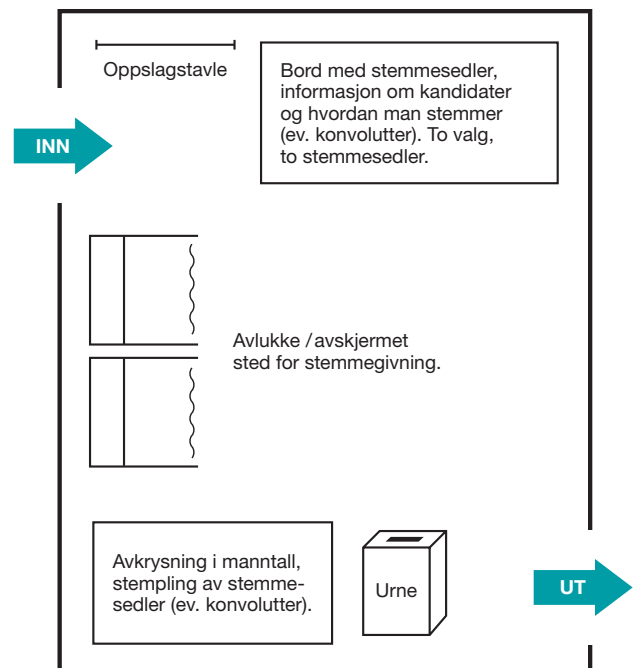 Oppslagstavle
Bord med stemmesedler,
informasjon om kandidater
og hvordan man stemmer
(ev. konvolutter). To valg,
to stemmesedler.
INN
Avlukke / avskjermet
sted for stemmegivning.
Avkrysning i manntall,
stempling av stemme-
sedler (ev. konvolutter).
Urne
UT